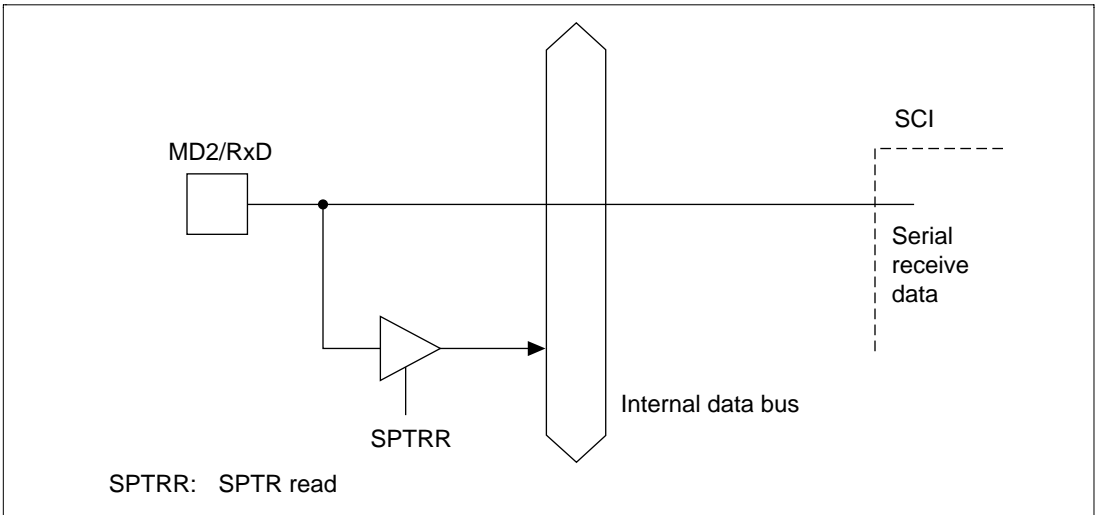 SCI
MD2/RxD
Serial
receive
data
Internal data bus
SPTRR
SPTRR: SPTR read